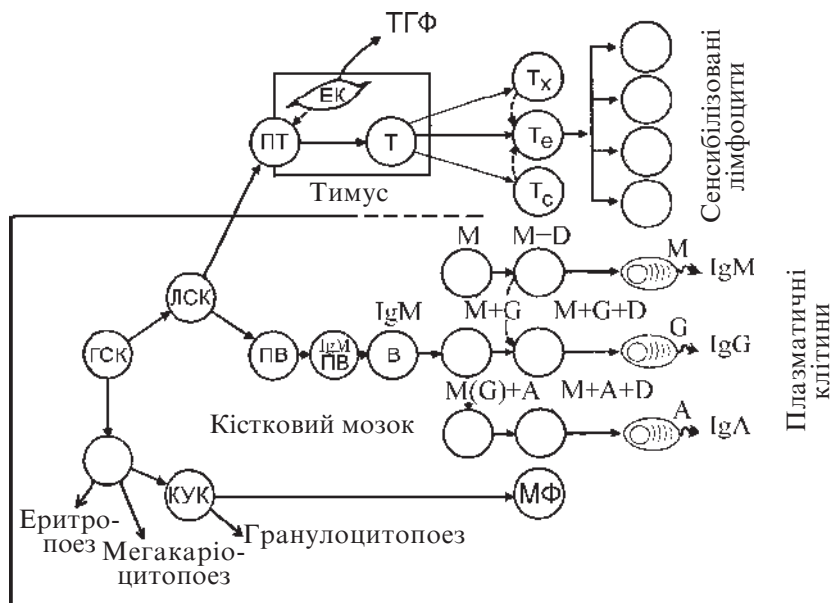 ТГФ
ЕК
ПТ
Т
Тимус
Тх
Те
Тс
Сенсибілізовані
лімфоцити
М
М–D
М
IgM
ЛСК
IgM
М+G
М+G+D
ГСК
ПВ
IgM
ПВ
В
G
IgG
М(G)+A
М+A+D
Кістковий мозок
А
IgA
Плазматичні
клітини
КУК
МФ
Еритро-
поез
Мегакаріо-
цитопоез
Гранулоцитопоез